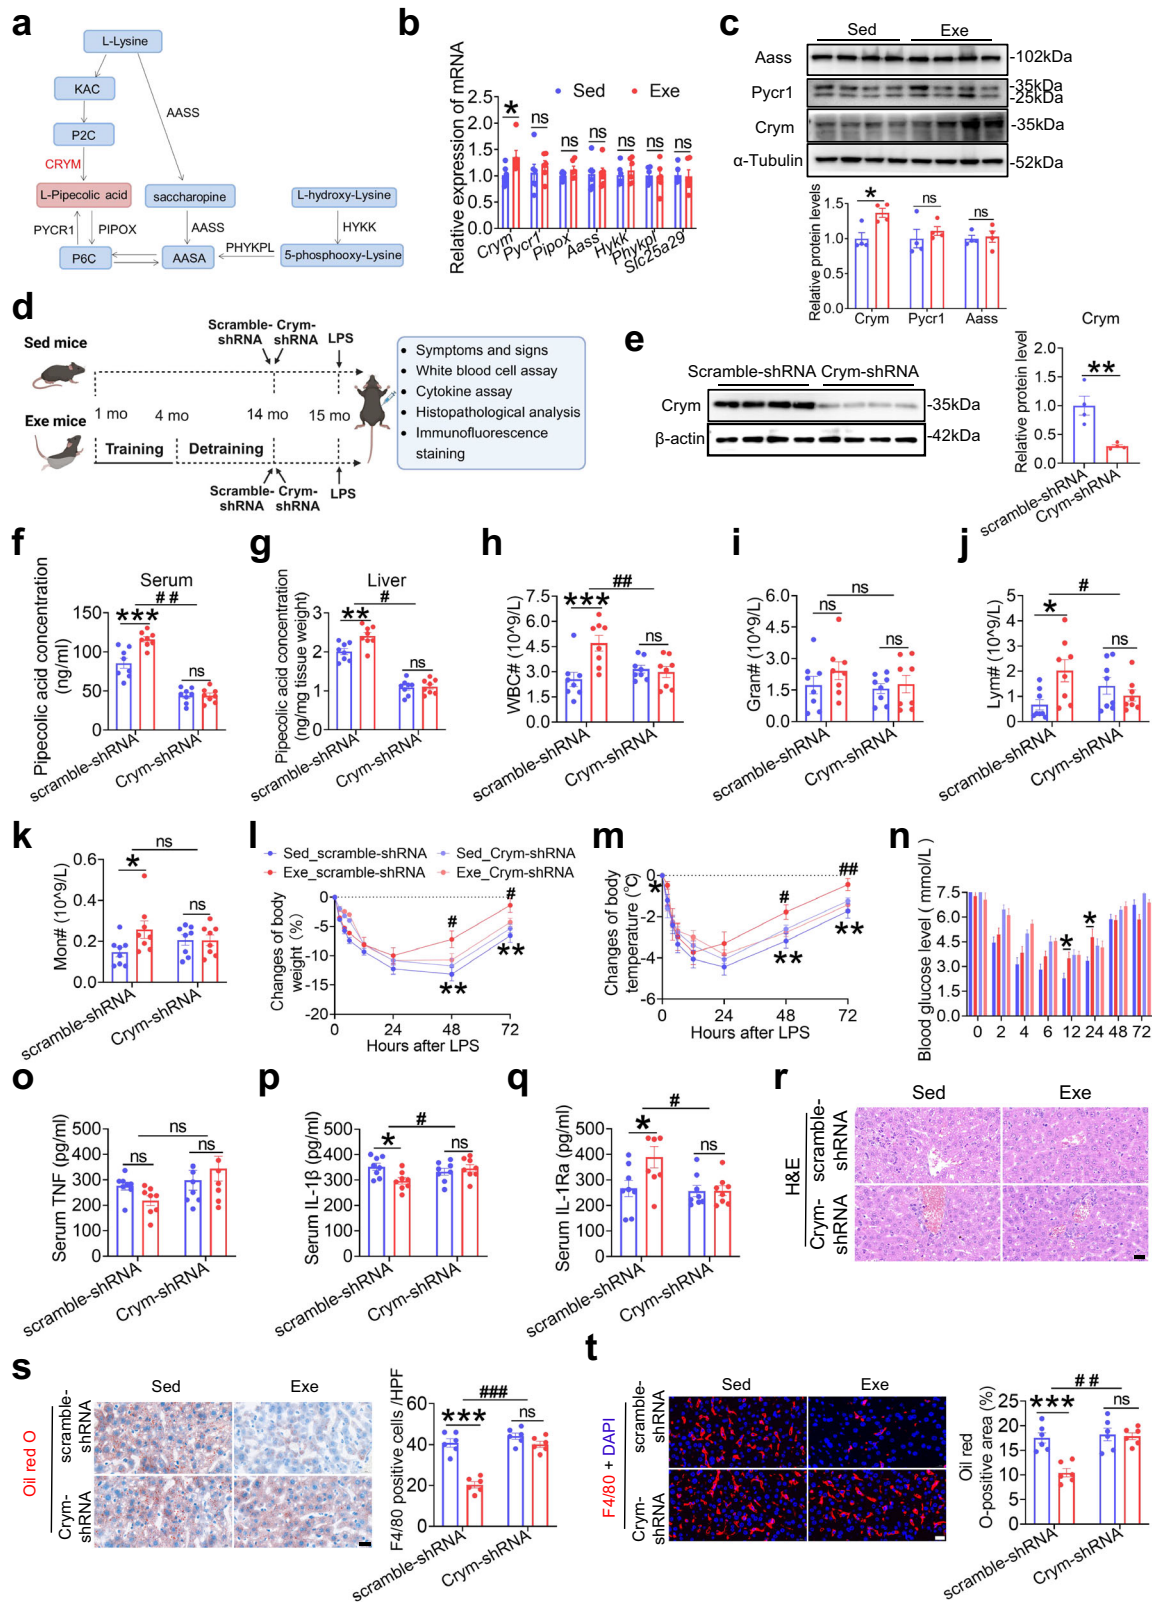 a
L-Lysine
KAC
AASS
P2C
CRYM
L-Pipecolic acid
saccharopine
L-hydroxy-Lysine
PYCR1
PIPOX
AASS
HYKK
PHYKPL
P6C
AASA
5-phosphooxy-Lysine
b
Relative expression of mRNA
Sed
Exe
2.5
2.0
1.5
1.0
0.5
0.0
*
ns
ns
ns
ns
ns
ns
Crym
Pycr1
Pipox
Aass
Hykk
Phykpl
Slc25a29
c
Sed
Exe
Aass
-102kDa
Pycr1
-35kDa
-25kDa
Crym
-35kDa
α-Tubulin
-52kDa
Relative protein levels
1.5
1.0
0.5
0.0
*
ns
ns
Crym
Pycr1
Aass
d
Scramble-shRNA
Crym-shRNA
LPS
Sed mice
1 mo
4 mo
14 mo
15 mo
Exe mice
Training
Detraining
Scramble-shRNA
Crym-shRNA
LPS
• Symptoms and signs
• White blood cell assay
• Cytokine assay
• Histopathological analysis
• Immunofluorescence
staining
e
Scramble-shRNA
Crym-shRNA
Crym
-35kDa
β-actin
-42kDa
Crym
Relative protein level
2.0
1.5
1.0
0.5
0.0
**
scramble-shRNA
Crym-shRNA
f
Serum
Pipecolic acid concentration
(ng/ml)
150
100
50
0
##
***
ns
scramble-shRNA
Crym-shRNA
g
Liver
Pipecolic acid concentration
(ng/mg tissue weight)
3
2
1
0
#
**
ns
scramble-shRNA
Crym-shRNA
h
WBC# (10^9/L)
7.5
6.0
4.5
3.0
1.5
0.0
##
***
ns
scramble-shRNA
Crym-shRNA
i
Gran# (10^9/L)
6.0
4.5
3.0
1.5
0.0
ns
ns
ns
scramble-shRNA
Crym-shRNA
j
Lym# (10^9/L)
5
4
3
2
1
0
#
*
ns
scramble-shRNA
Crym-shRNA
k
Mon# (10^9/L)
0.6
0.4
0.2
0.0
ns
*
ns
scramble-shRNA
Crym-shRNA
l
Sed_scramble-shRNA
Exe_scramble-shRNA
Sed_Crym-shRNA
Exe_Crym-shRNA
Changes of body
weight (%)
0
-5
-10
-15
-20
#
#
**
**
0
24
48
72
Hours after LPS
m
Changes of body
temperature (℃)
0
-2
-4
-6
*
#
##
**
**
0
24
48
72
Hours after LPS
n
Blood glucose level ( mmol/L )
7.5
6.0
4.5
3.0
1.5
0.0
*
*
0
2
4
6
12
24
48
72
o
Serum TNF (pg/ml)
500
400
300
200
100
0
ns
ns
ns
scramble-shRNA
Crym-shRNA
p
Serum IL-1β (pg/ml)
500
400
300
200
100
0
#
*
ns
scramble-shRNA
Crym-shRNA
q
Serum IL-1Ra (pg/ml)
500
400
300
200
100
0
#
*
ns
scramble-shRNA
Crym-shRNA
r
Sed
Exe
H&E
scramble-shRNA
Crym-shRNA
s
Sed
Exe
Oil red O
scramble-shRNA
Crym-shRNA
F4/80 positive cells /HPF
60
40
20
0
###
***
ns
scramble-shRNA
Crym-shRNA
t
Sed
Exe
F4/80 + DAPI
scramble-shRNA
Crym-shRNA
Oil red
O-positive area (%)
25
20
15
10
5
0
##
***
ns
scramble-shRNA
Crym-shRNA